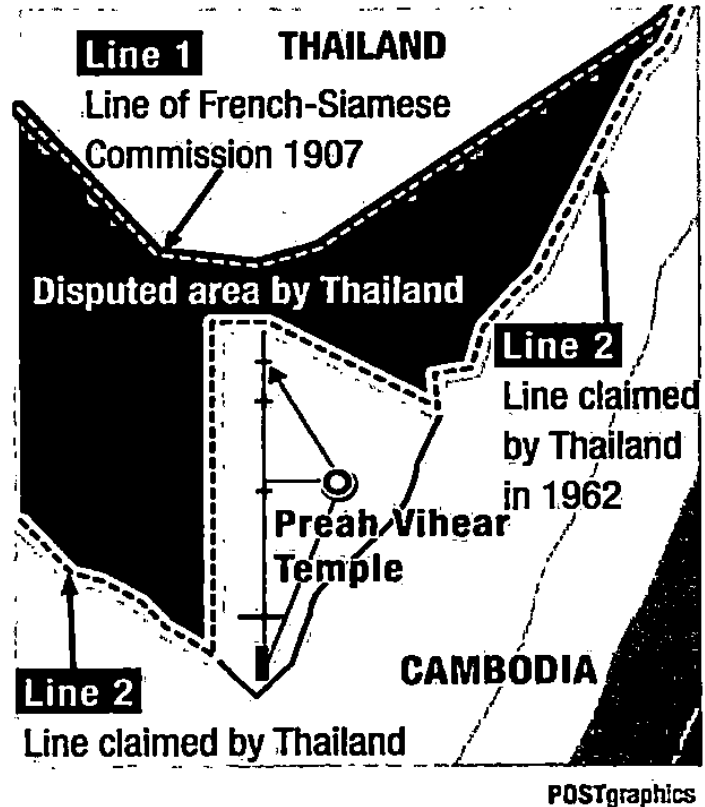 THAILAND
Line 1
Line of French-Siamese
Commission 1907
Disputed area by Thailand
Line 2
Line claimed
by Thailand
in 1962
Preah Vihear
Temple
CAMBODIA
Line 2
Line claimed by Thailand
POSTgraphics